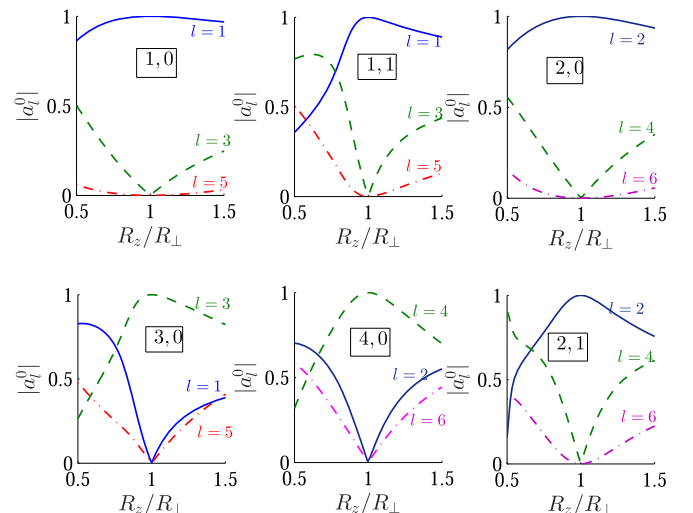 1
l = 1
1, 0
|a_l^0|
0.5
l = 3
l = 5
0
0.5
1
1.5
R_z/R_⊥
1
l = 1
1, 1
|a_l^0|
0.5
l = 3
l = 5
0
0.5
1
1.5
R_z/R_⊥
1
l = 2
2, 0
|a_l^0|
0.5
l = 4
l = 6
0
0.5
1
1.5
R_z/R_⊥
1
l = 3
3, 0
|a_l^0|
0.5
l = 1
l = 5
0
0.5
1
1.5
R_z/R_⊥
1
l = 4
4, 0
|a_l^0|
0.5
l = 2
l = 6
0
0.5
1
1.5
R_z/R_⊥
1
l = 2
2, 1
|a_l^0|
l = 4
0.5
l = 6
0
0.5
1
1.5
R_z/R_⊥